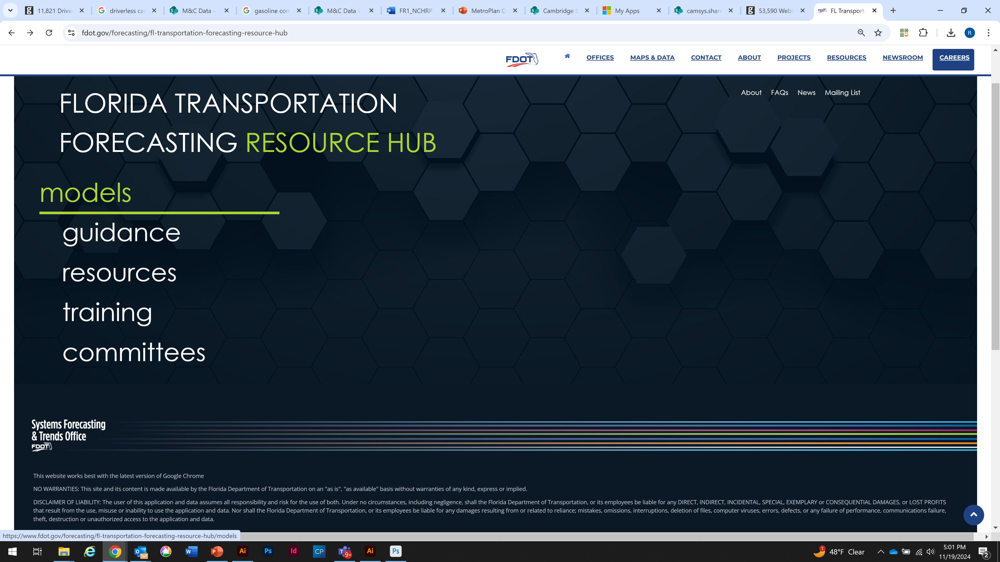 11,821 Drive
driverless ca
M&C Data -
gasoline con
M&C Data -
FR1_NCHRP
MetroPlan O
Cambridge S
My Apps
camsys.share
53,590 Webi
FL Transporta
fdot.gov/forecasting/fl-transportation-forecasting-resource-hub
R
FDOT
OFFICES
MAPS & DATA
CONTACT
ABOUT
PROJECTS
RESOURCES
NEWSROOM
CAREERS
About FAQs News Mailing List
FLORIDA TRANSPORTATION
FORECASTING RESOURCE HUB
models
guidance
resources
training
committees
Systems Forecasting
& Trends Office
FDOT
This website works best with the latest version of Google Chrome
NO WARRANTIES: This site and its content is made available by the Florida Department of Transportation on an "as is", "as available" basis without warranties of any kind, express or implied.
DISCLAIMER OF LIABILITY: The user of this application and data assumes all responsibility and risk for the use of both. Under no circumstances, including negligence, shall the Florida Department of Transportation, or its employees be liable for any DIRECT, INDIRECT, INCIDENTAL, SPECIAL, EXEMPLARY or CONSEQUENTIAL DAMAGES, or LOST PROFITS
that result from the use, misuse or inability to use the application and data. Nor shall the Florida Department of Transportation, or its employees be liable for any damages resulting from or related to reliance; mistakes, omissions, interruptions, deletion of files, computer viruses, errors, defects, or any failure of performance, communications failure,
theft, destruction or unauthorized access to the application and data.
https://www.fdot.gov/forecasting/fl-transportation-forecasting-resource-hub/models
Ai
Ps
Id
CP
9+
Ai
Ps
1
48°F Clear
5:01 PM
11/19/2024
2